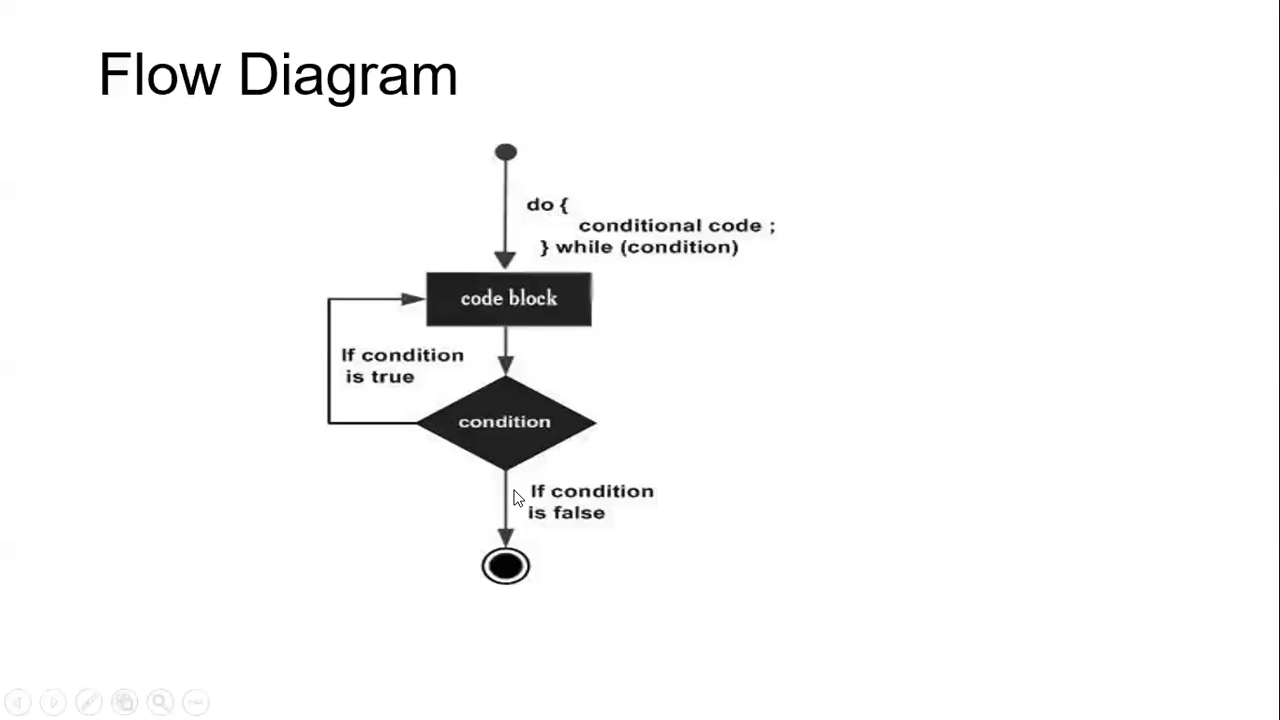 Flow Diagram
do {
conditional code ;
} while (condition)
code block
If condition
is true
condition
If condition
is false